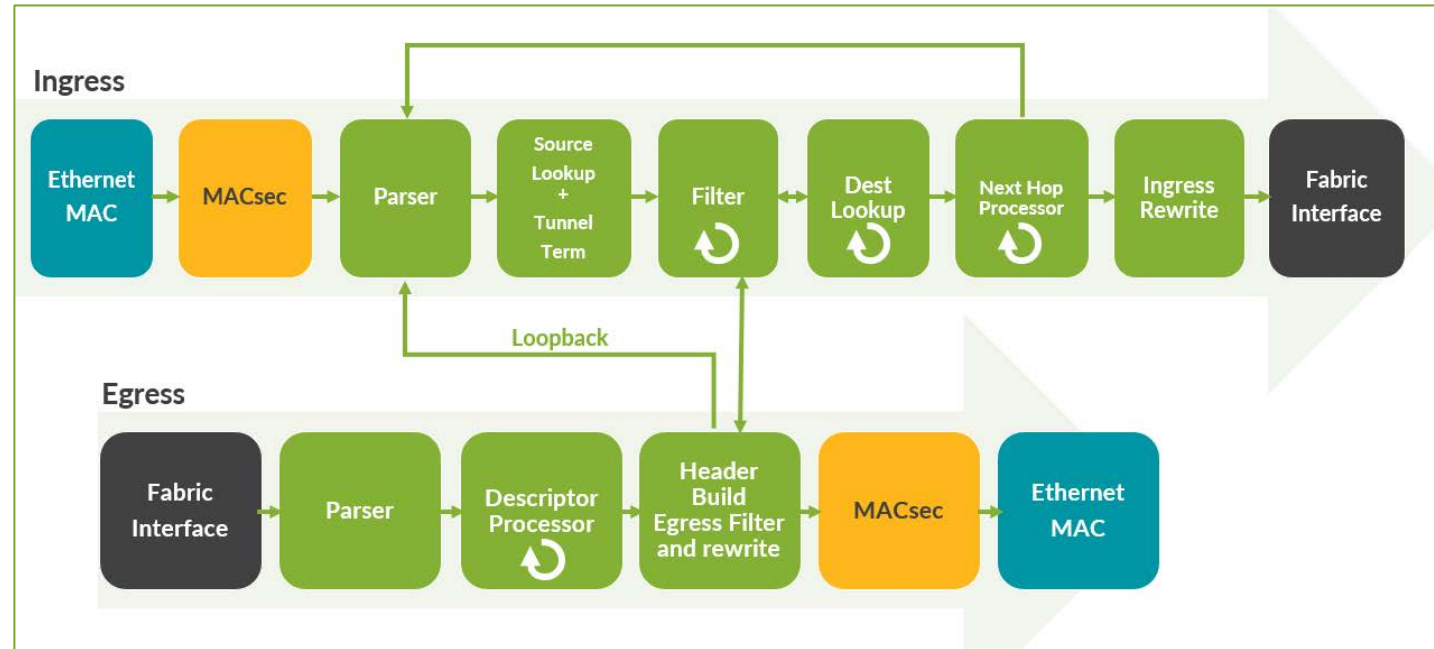 Ingress
Ethernet
MAC
MACsec
Parser
Source
Lookup
+
Tunnel
Term
Filter
Dest
Lookup
Next Hop
Processor
Ingress
Rewrite
Fabric
Interface
Loopback
Egress
Fabric
Interface
Parser
Descriptor
Processor
Header
Build
Egress Filter
and rewrite
MACsec
Ethernet
MAC